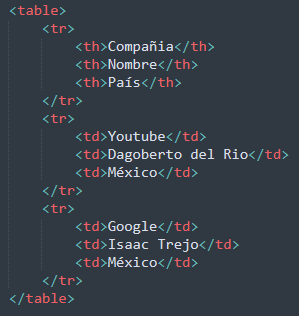 <table>
<tr>
<th>Compañia</th>
<th>Nombre</th>
<th>País</th>
</tr>
<tr>
<td>Youtube</td>
<td>Dagoberto del Rio</td>
<td>México</td>
</tr>
<tr>
<td>Google</td>
<td>Isaac Trejo</td>
<td>México</td>
</tr>
</table>